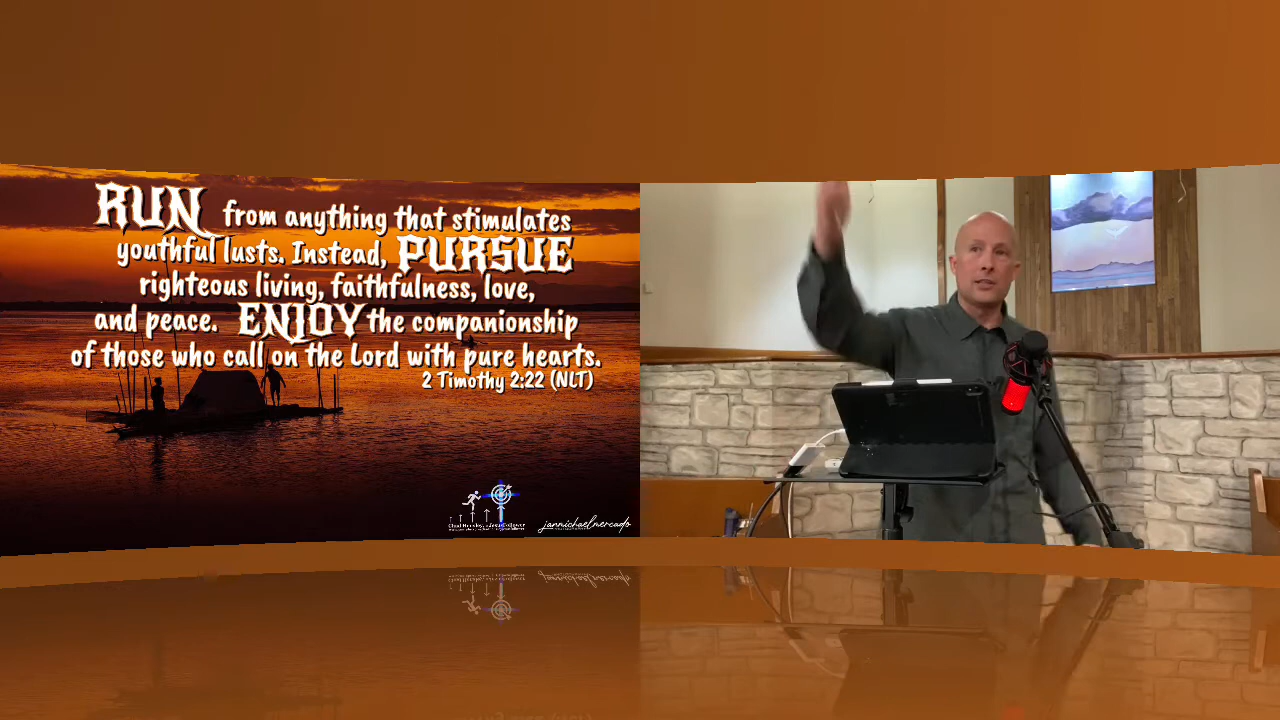 RUN from anything that stimulates
youthful lusts. Instead, PURSUE
righteous living, faithfulness, love,
and peace. ENJOY the companionship
of those who call on the Lord with pure hearts.
2 Timothy 2:22 (NLT)
janmichaelmercado